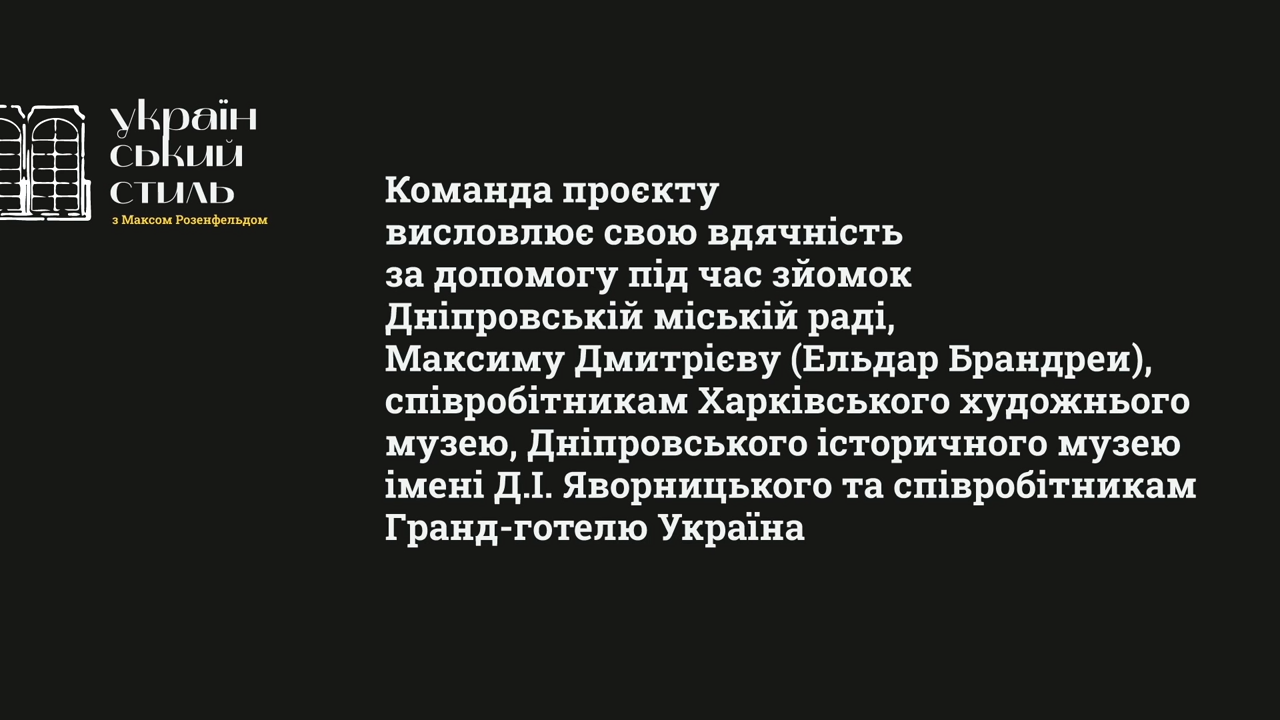 україн
ський
стиль
з Максом Розенфельдом
Команда проєкту
висловлює свою вдячність
за допомогу під час зйомок
Дніпровській міській раді,
Максиму Дмитрієву (Ельдар Брандреи),
співробітникам Харківського художнього
музею, Дніпровського історичного музею
імені Д.І. Яворницького та співробітникам
Гранд-готелю Україна